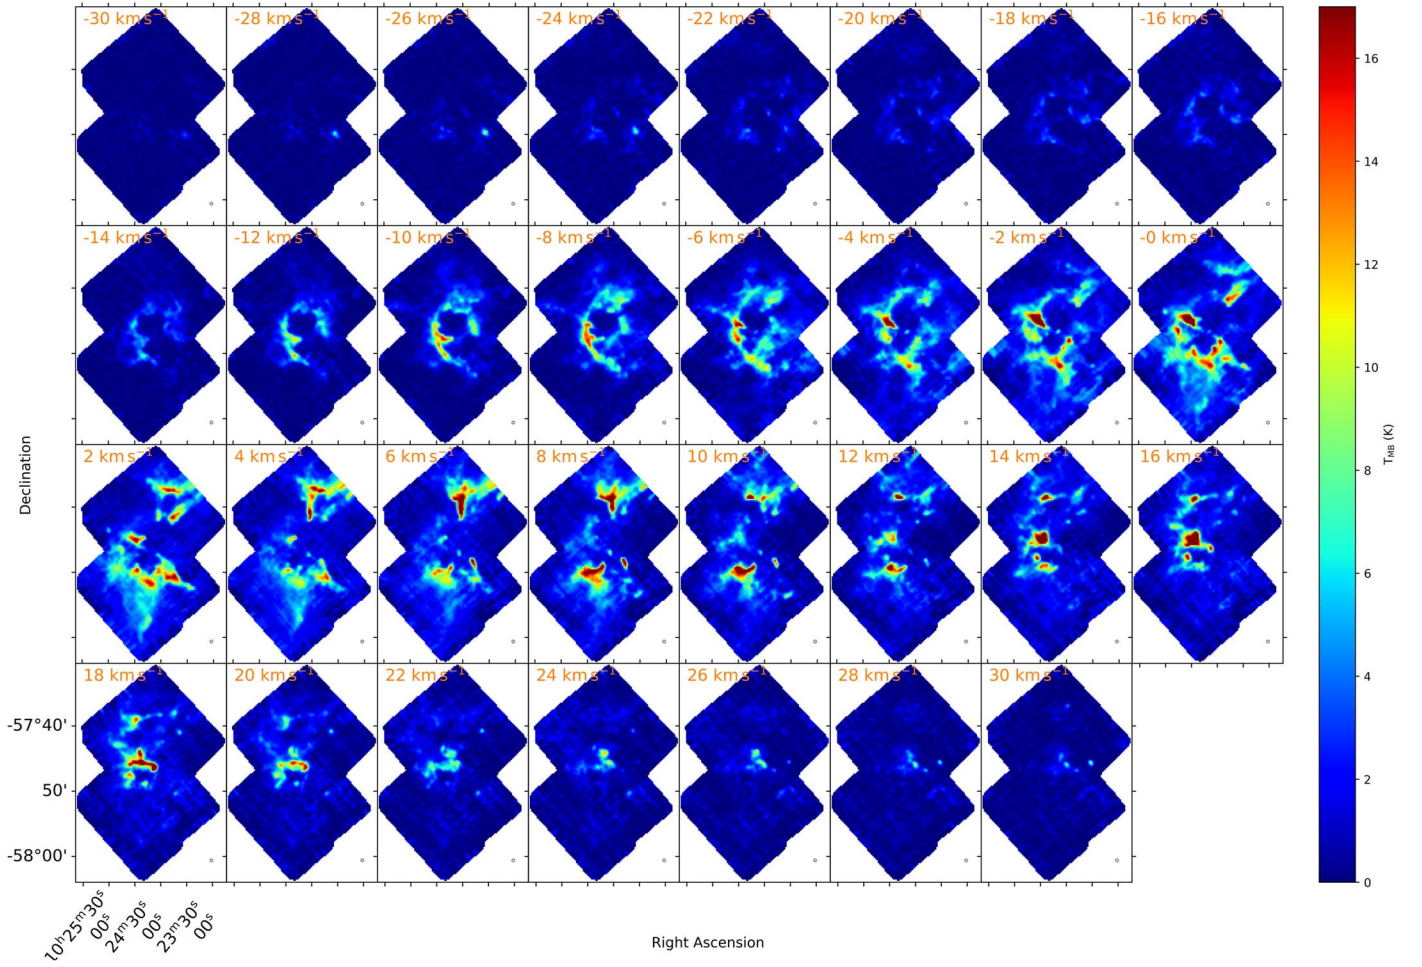 -30 km s⁻¹ -28 km s⁻¹ -26 km s⁻¹ -24 km s⁻¹ -22 km s⁻¹ -20 km s⁻¹ -18 km s⁻¹ -16 km s⁻¹
-14 km s⁻¹ -12 km s⁻¹ -10 km s⁻¹ -8 km s⁻¹ -6 km s⁻¹ -4 km s⁻¹ -2 km s⁻¹ -0 km s⁻¹
2 km s⁻¹ 4 km s⁻¹ 6 km s⁻¹ 8 km s⁻¹ 10 km s⁻¹ 12 km s⁻¹ 14 km s⁻¹ 16 km s⁻¹
18 km s⁻¹ 20 km s⁻¹ 22 km s⁻¹ 24 km s⁻¹ 26 km s⁻¹ 28 km s⁻¹ 30 km s⁻¹
Declination
-57°40'
50'
-58°00'
10ʰ25ᵐ30ˢ
00ˢ
24ᵐ30ˢ
00ˢ
23ᵐ30ˢ
00ˢ
Right Ascension
16
14
12
10
8
6
4
2
0
T_MB (K)